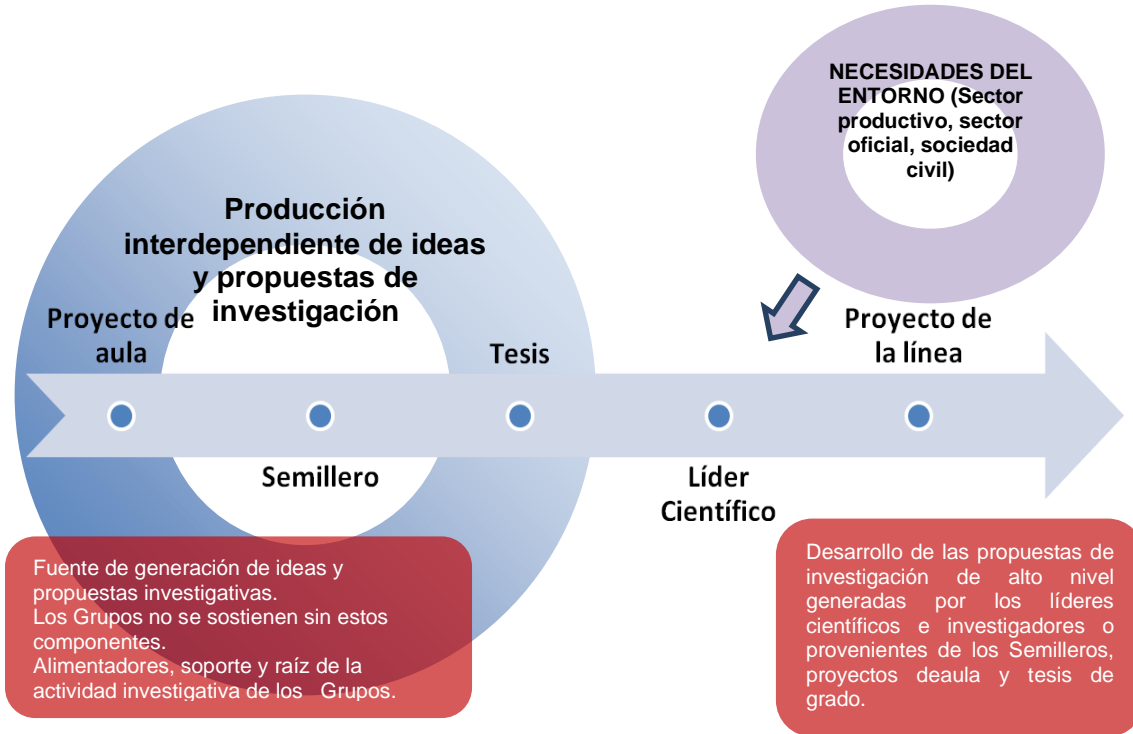 NECESIDADES DEL
ENTORNO (Sector
productivo, sector
oficial, sociedad
civil)
Producción
interdependiente de ideas
y propuestas de
investigación
Proyecto de
aula
Semillero
Tesis
Líder
Científico
Proyecto de
la línea
Fuente de generación de ideas y
propuestas investigativas.
Los Grupos no se sostienen sin estos
componentes.
Alimentadores, soporte y raíz de la
actividad investigativa de los Grupos.
Desarrollo de las propuestas de
investigación de alto nivel
generadas por los líderes
científicos e investigadores o
provenientes de los Semilleros,
proyectos deaula y tesis de
grado.